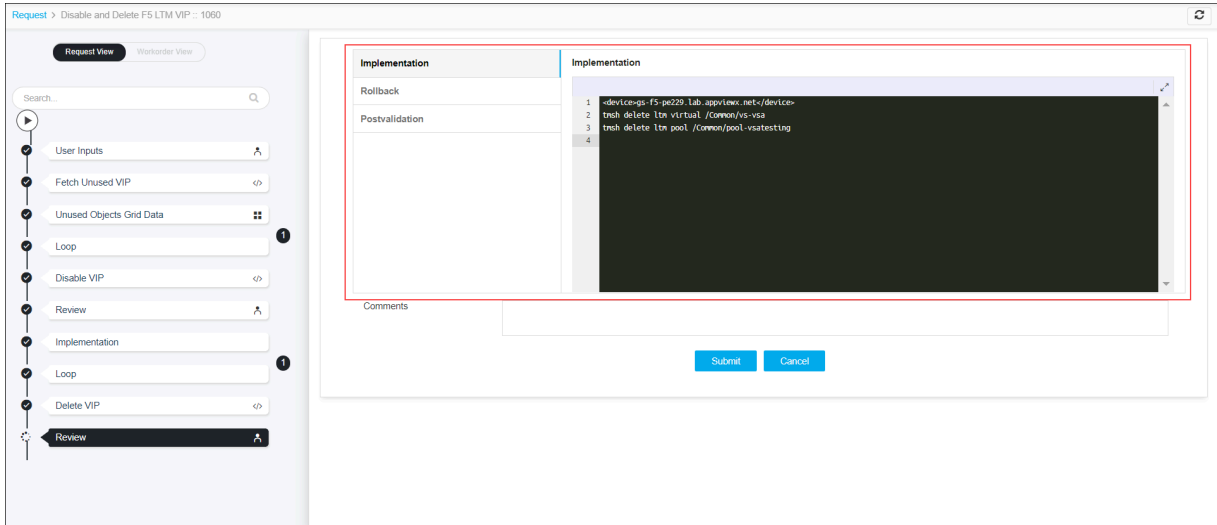 Request > Disable and Delete F5 LTM VIP :: 1060
Request View
Workorder View
Search...
User Inputs
Fetch Unused VIP
</>
Unused Objects Grid Data
1
Loop
Disable VIP
</>
Review
Implementation
1
Loop
Delete VIP
</>
Review
Implementation
Rollback
Postvalidation
Implementation
1 <device>gs-f5-pe229.lab.appviewx.net</device>
2 tmsh delete ltm virtual /Common/vs-vsa
3 tmsh delete ltm pool /Common/pool-vsatesting
4
Comments
Submit
Cancel